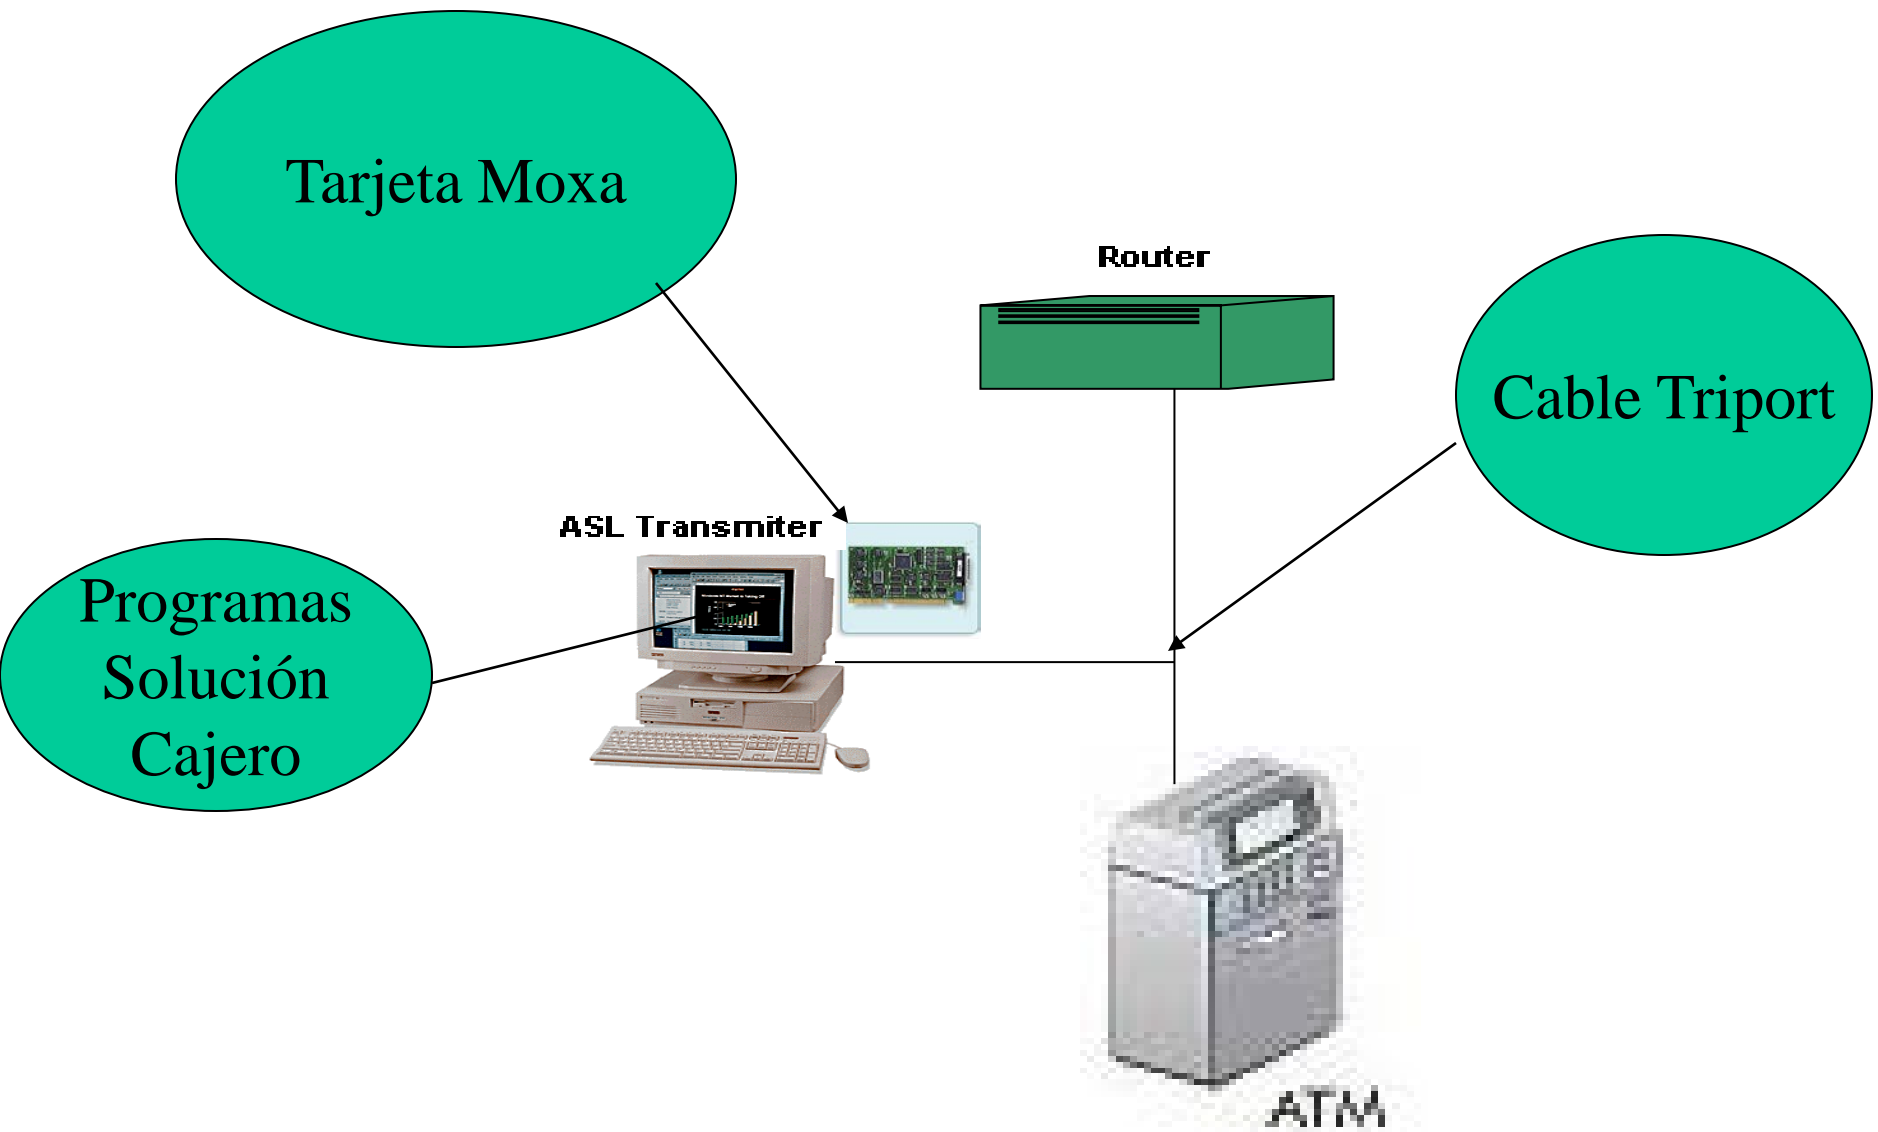 Tarjeta Moxa
Router
Cable Triport
ASL Transmiter
Programas
Solución
Cajero
ATM